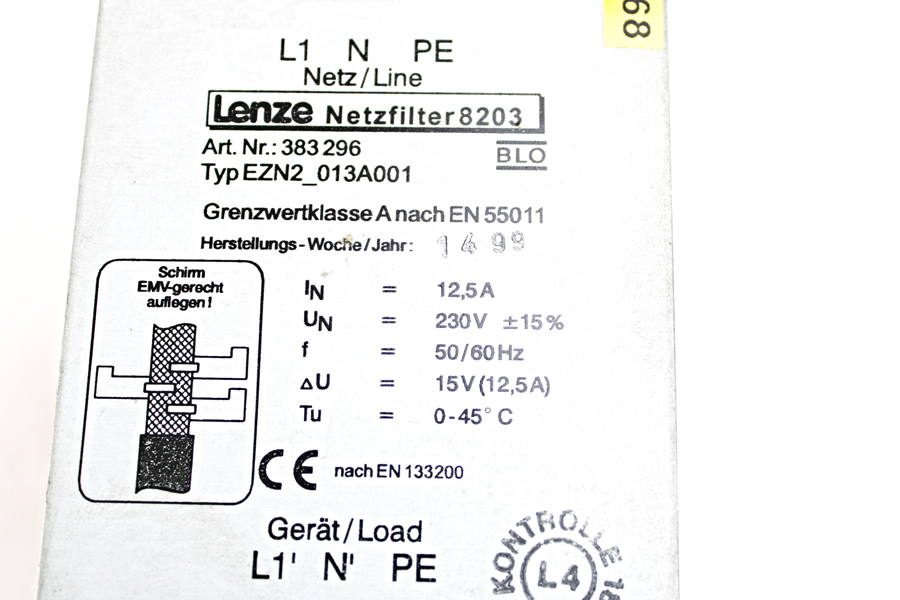 68
L1 N PE
Netz/Line
Lenze Netzfilter 8203
Art. Nr.: 383 296
BLO
Typ EZN2_013A001
Grenzwertklasse A nach EN 55011
Herstellungs-Woche/Jahr: 14 99
Schirm
EMV-gerecht
auflegen!
IN = 12,5A
UN = 230V ±15%
f = 50/60Hz
△U = 15V (12,5A)
Tu = 0-45°C
CE nach EN 133200
Gerät/Load
L1' N' PE
KONTROLLE 18
L4